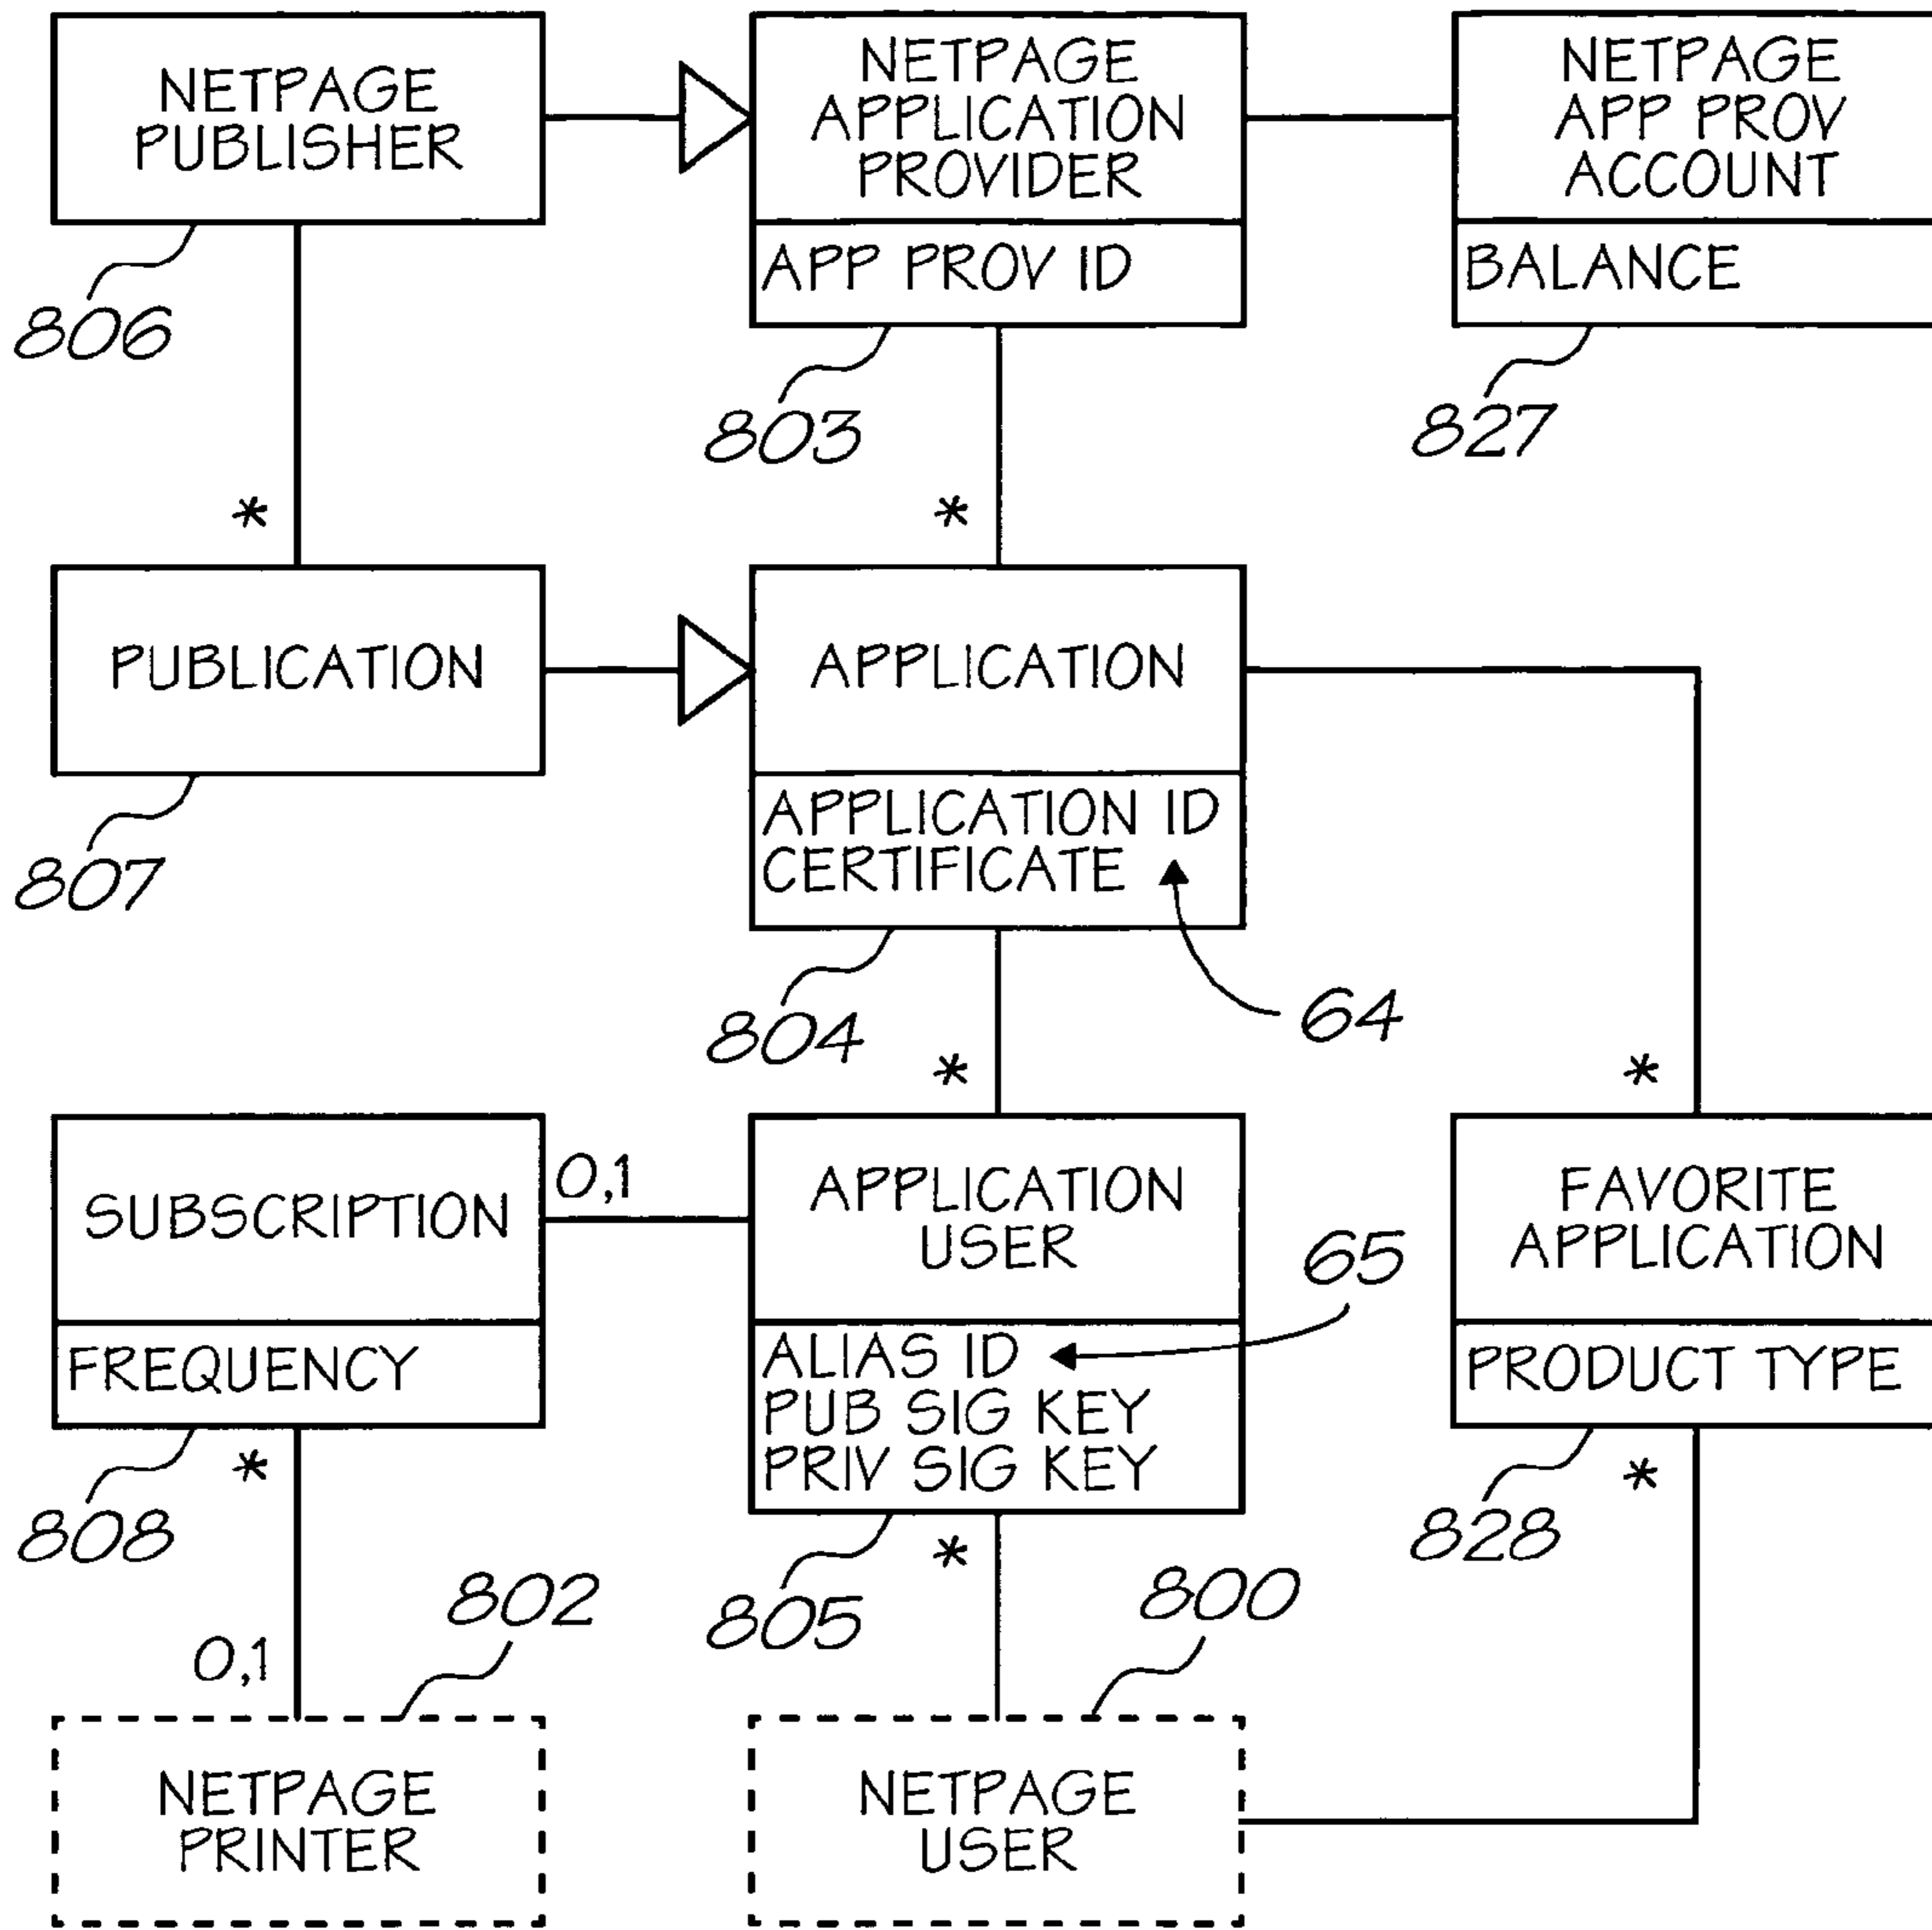 NETPAGE
PUBLISHER
NETPAGE
APPLICATION
PROVIDER
APP PROV ID
NETPAGE
APP PROV
ACCOUNT
BALANCE
806
803
827
*
*
PUBLICATION
APPLICATION
APPLICATION ID
CERTIFICATE
807
804
64
*
*
SUBSCRIPTION
FREQUENCY
0,1
APPLICATION
USER
ALIAS ID
PUB SIG KEY
PRIV SIG KEY
65
FAVORITE
APPLICATION
PRODUCT TYPE
808
*
805
*
828
*
802
800
0,1
NETPAGE
PRINTER
NETPAGE
USER